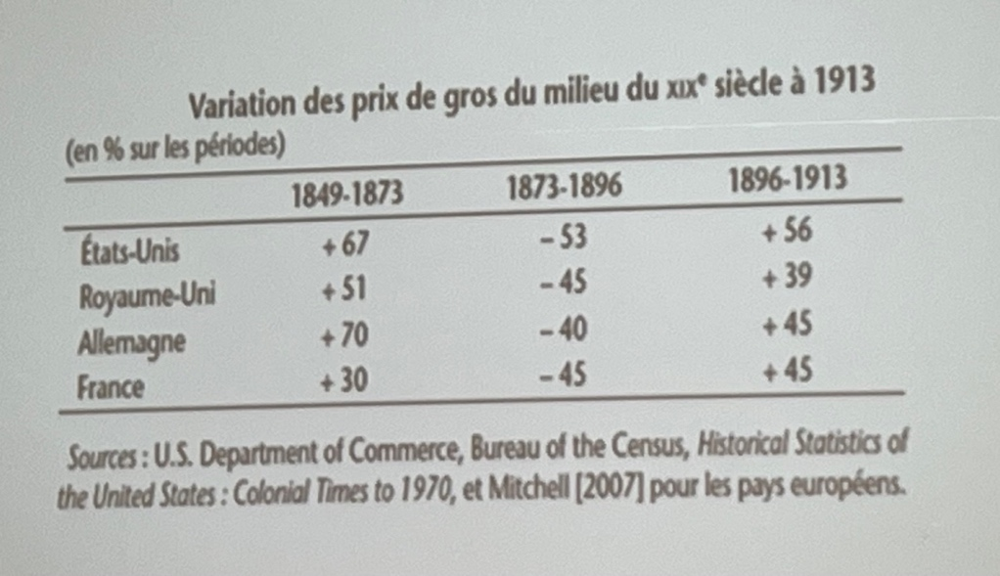 Variation des prix de gros du milieu du XIXᵉ siècle à 1913
(en % sur les périodes)
1849-1873 1873-1896 1896-1913
États-Unis + 67 – 53 + 56
Royaume-Uni + 51 – 45 + 39
Allemagne + 70 – 40 + 45
France + 30 – 45 + 45
Sources : U.S. Department of Commerce, Bureau of the Census, Historical Statistics of
the United States : Colonial Times to 1970, et Mitchell [2007] pour les pays européens.